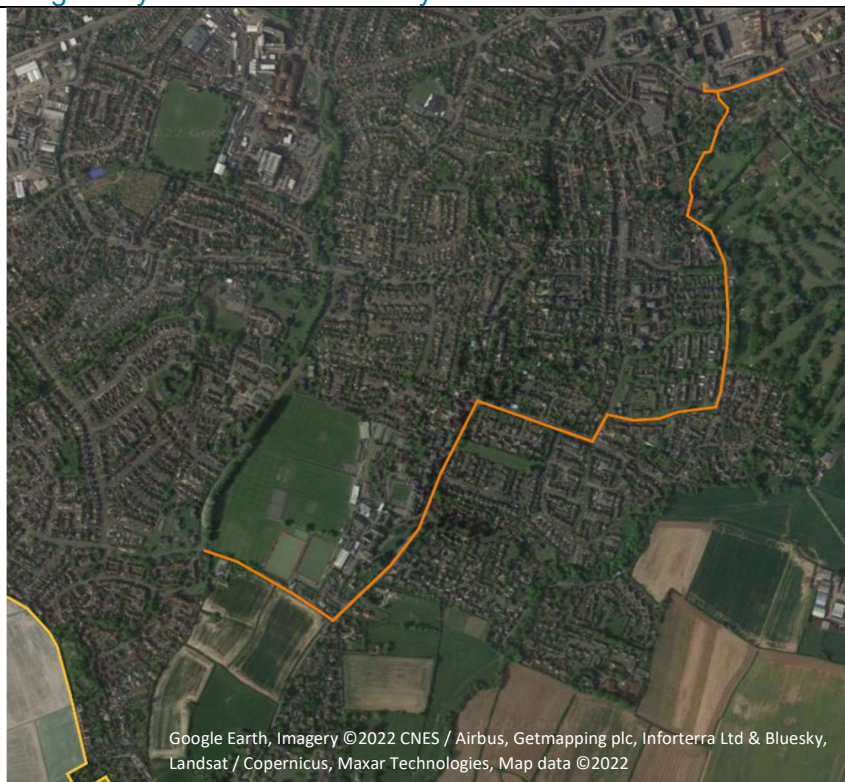 Google Earth, Imagery ©2022 CNES / Airbus, Getmapping plc, Inforterra Ltd & Bluesky,
Landsat / Copernicus, Maxar Technologies, Map data ©2022